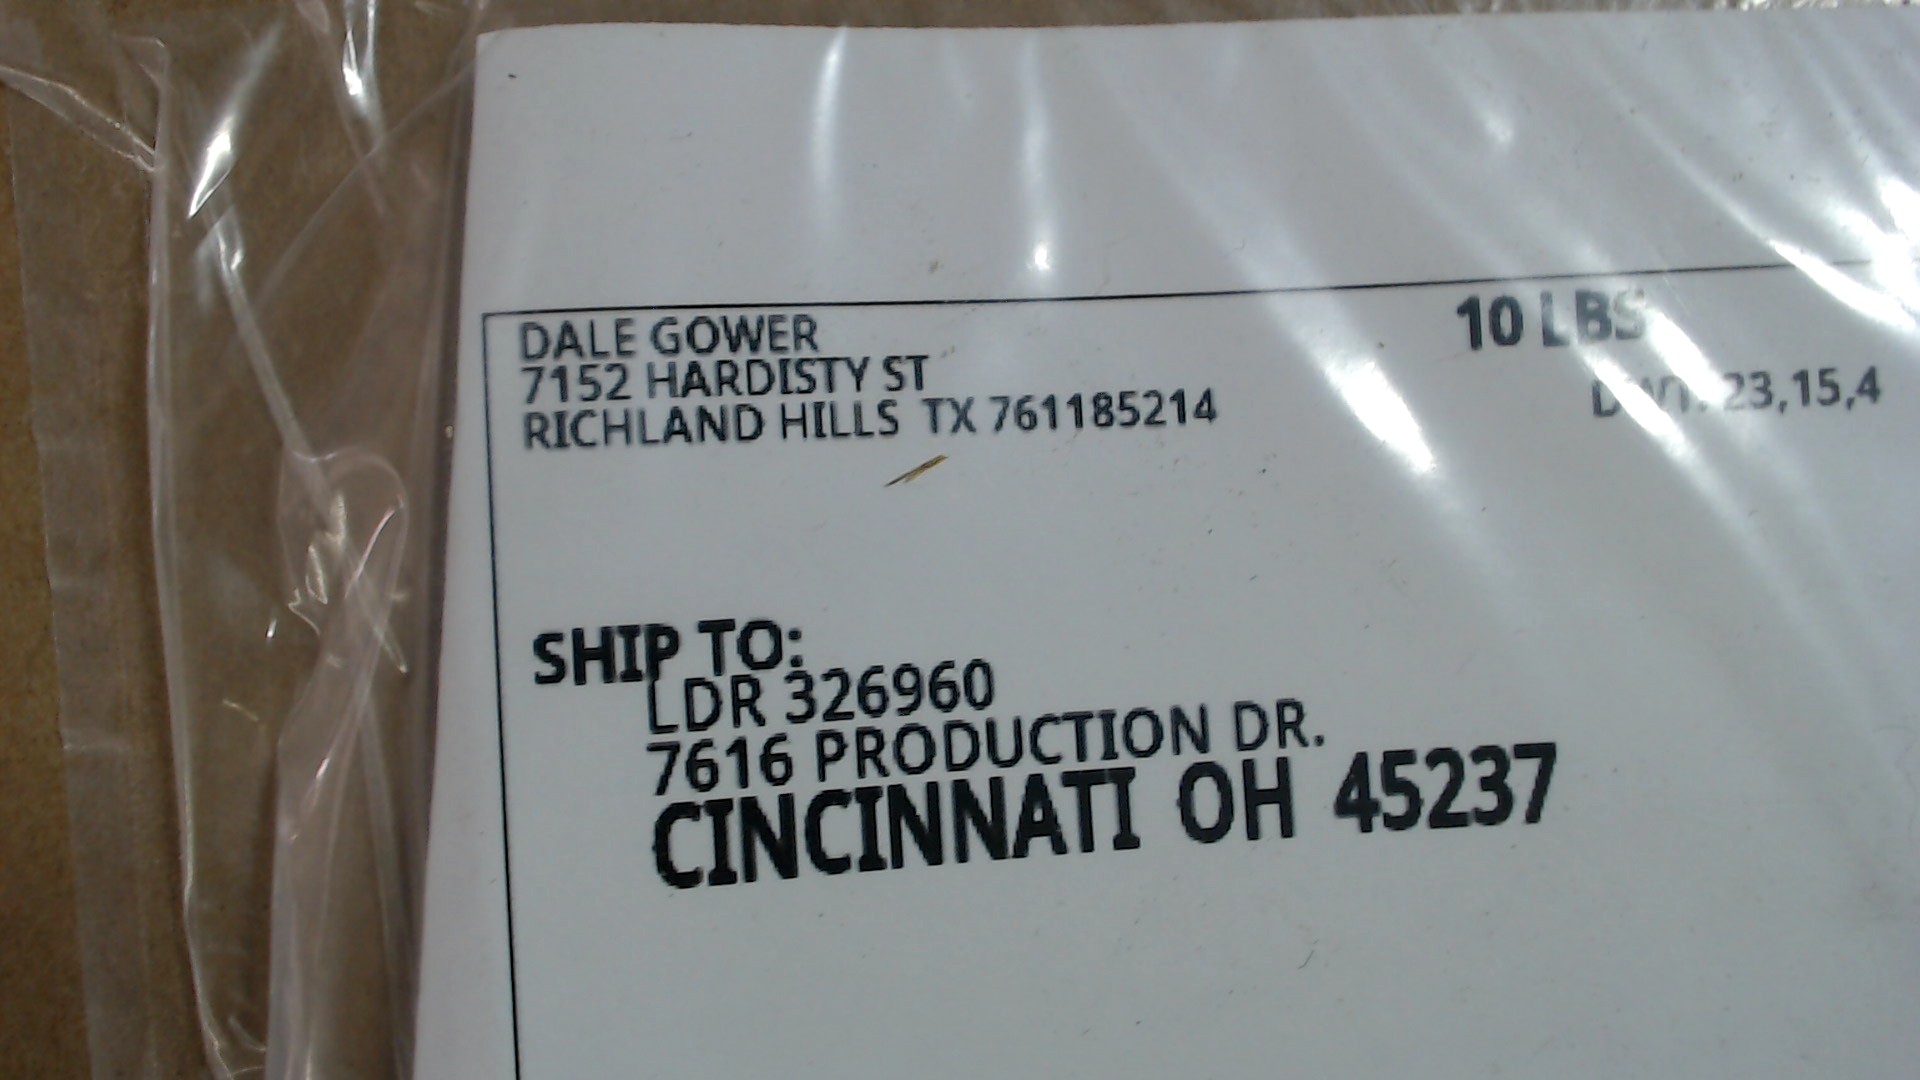 DALE GOWER
7152 HARDISTY ST
RICHLAND HILLS TX 761185214
10 LBS
23,15,4
SHIP TO:
LDR 326960
7616 PRODUCTION DR.
CINCINNATI OH 45237